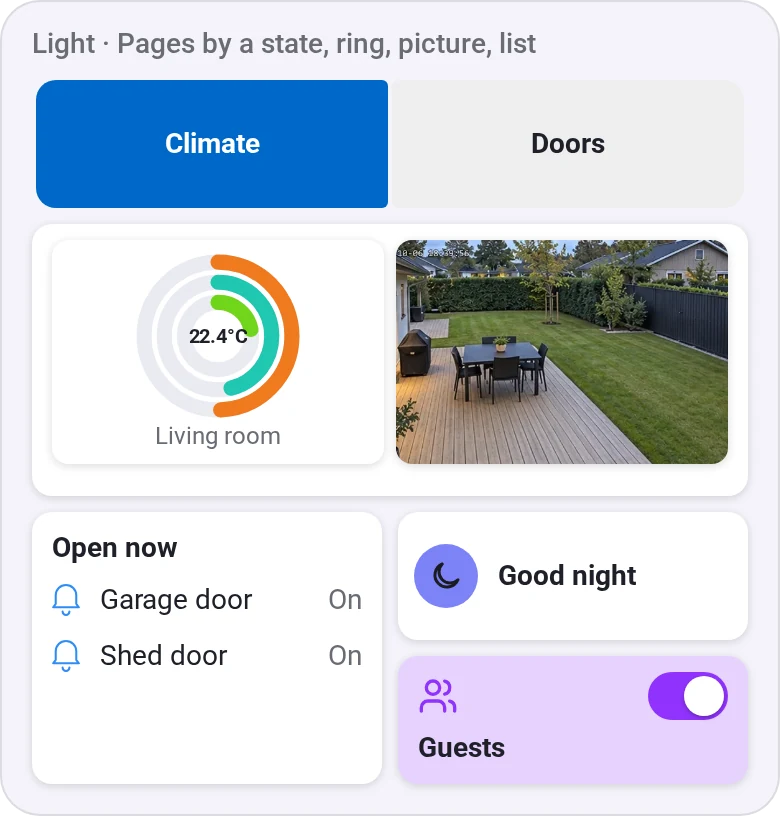 Light · Pages by a state, ring, picture, list
Climate
Doors
22.4°C
Living room
Open now
Garage door On
Shed door On
Good night
Guests